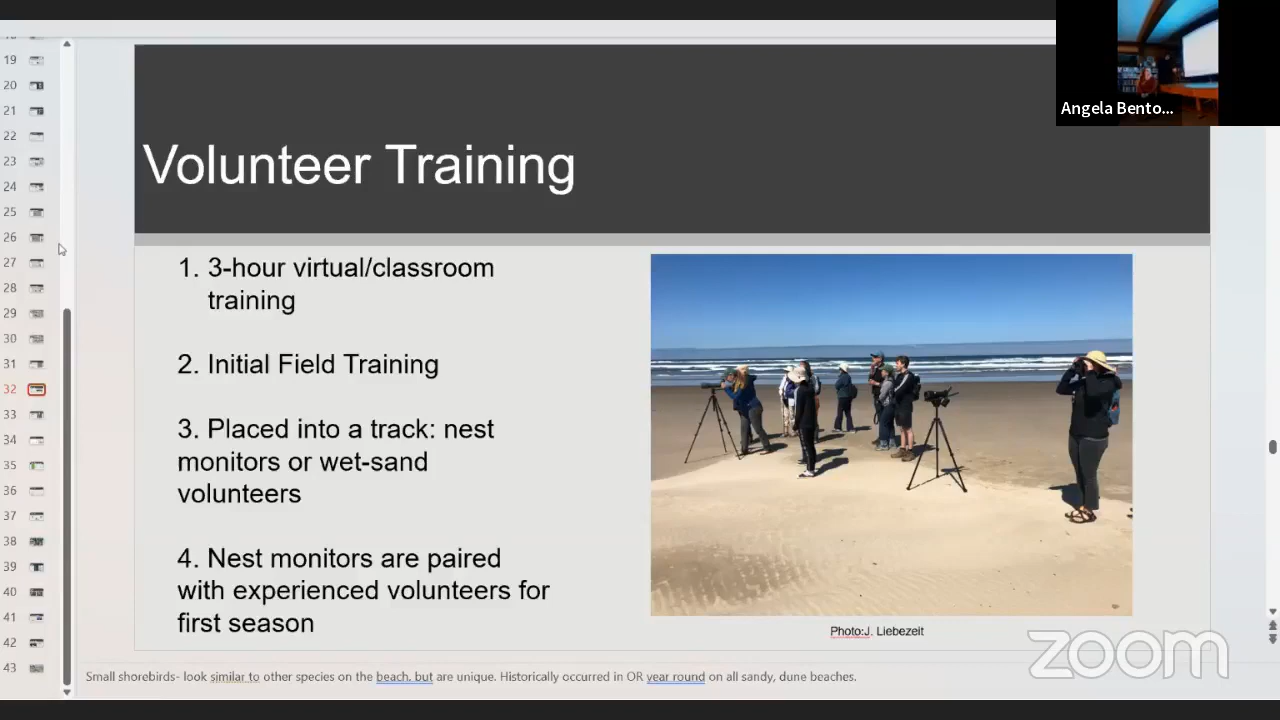 Angela Bento...
Volunteer Training
1. 3-hour virtual/classroom
training
2. Initial Field Training
3. Placed into a track: nest
monitors or wet-sand
volunteers
4. Nest monitors are paired
with experienced volunteers for
first season
Photo:J. Liebezeit
zoom
Small shorebirds- look similar to other species on the beach, but are unique. Historically occurred in OR year round on all sandy, dune beaches.
19
20
21
22
23
24
25
26
27
28
29
30
31
32
33
34
35
36
37
38
39
40
41
42
43